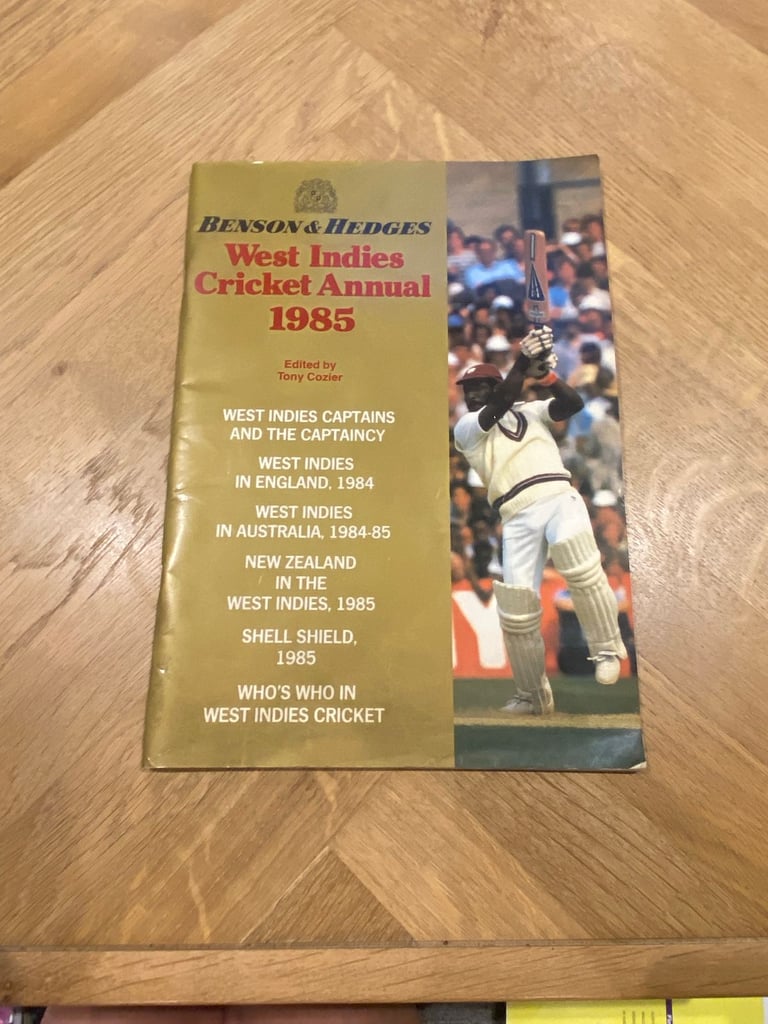 BENSON & HEDGES
West Indies
Cricket Annual
1985
Edited by
Tony Cozier
WEST INDIES CAPTAINS
AND THE CAPTAINCY
WEST INDIES
IN ENGLAND, 1984
WEST INDIES
IN AUSTRALIA, 1984-85
NEW ZEALAND
IN THE
WEST INDIES, 1985
SHELL SHIELD,
1985
WHO'S WHO IN
WEST INDIES CRICKET